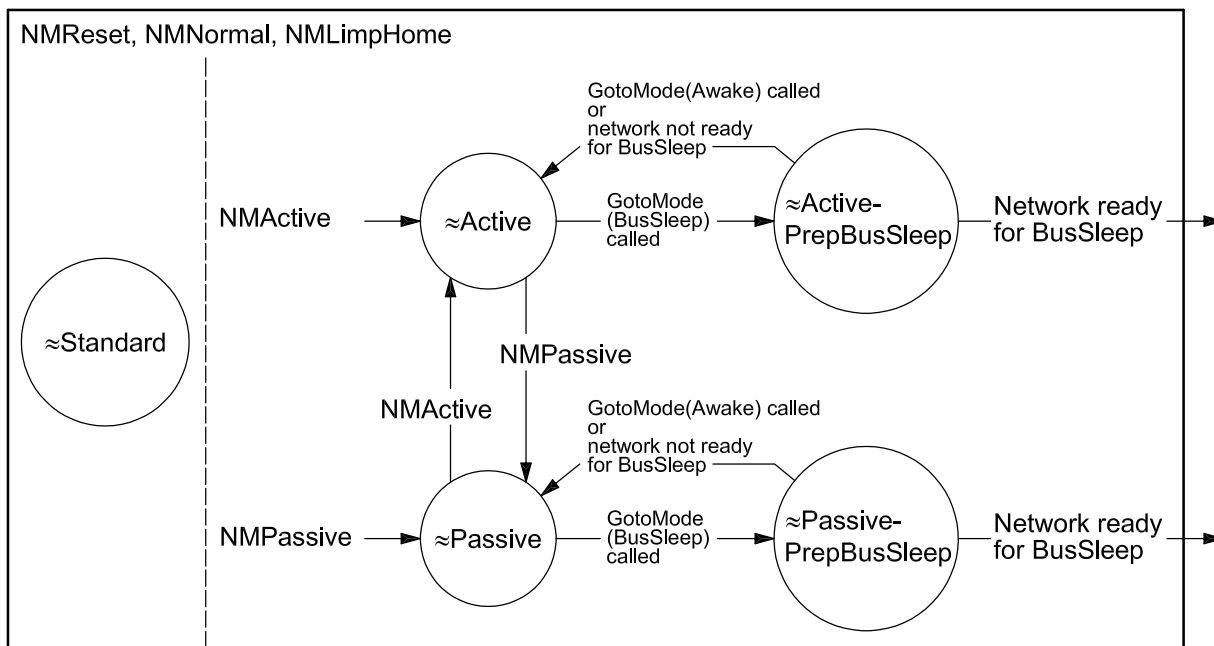 NMReset, NMNormal, NMLimpHome
GotoMode(Awake) called
or
network not ready
for BusSleep
NMActive
≈Active
GotoMode
(BusSleep)
called
≈Active-
PrepBusSleep
Network ready
for BusSleep
≈Standard
NMPassive
NMActive
GotoMode(Awake) called
or
network not ready
for BusSleep
NMPassive
≈Passive
GotoMode
(BusSleep)
called
≈Passive-
PrepBusSleep
Network ready
for BusSleep